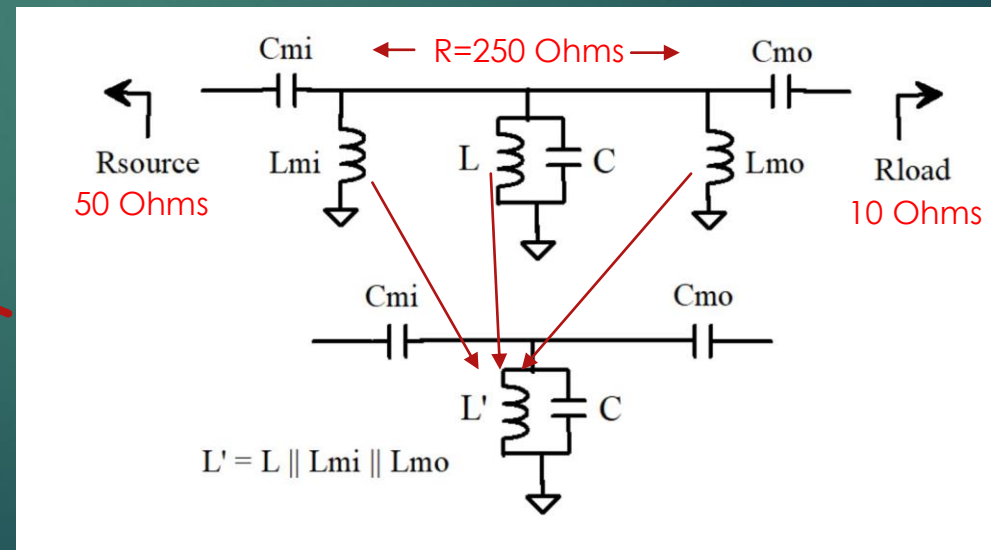 Cmi
R=250 Ohms
Cmo
Rsource
Lmi
L
C
Lmo
Rload
50 Ohms
10 Ohms
Cmi
Cmo
L'
C
L' = L || Lmi || Lmo